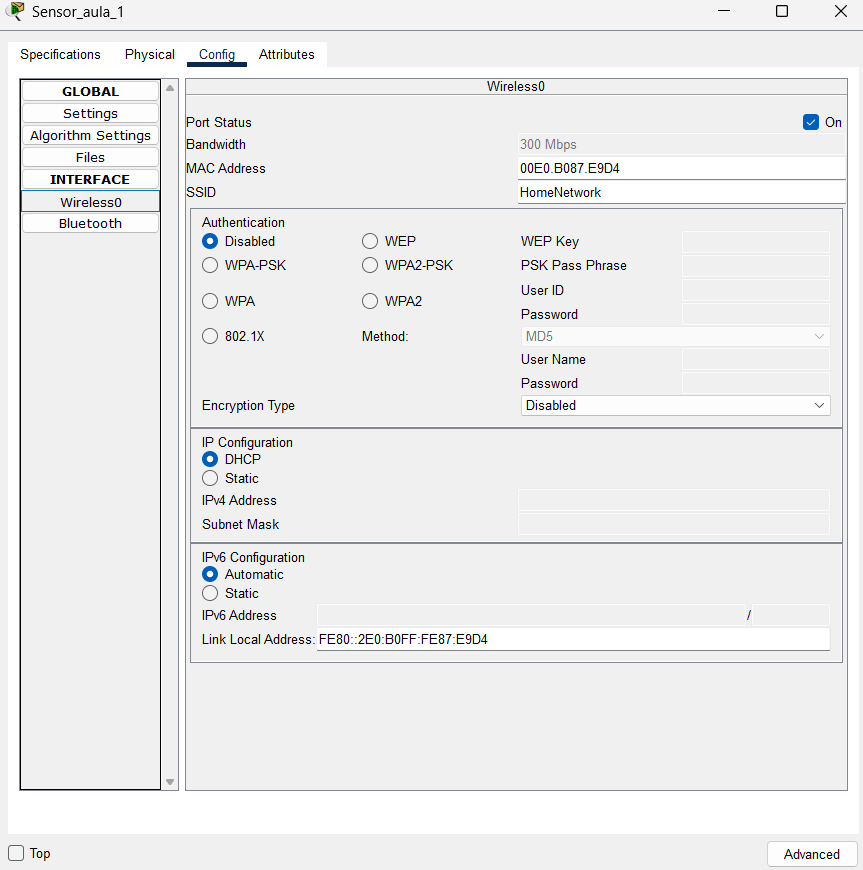 Sensor_aula_1
Specifications Physical Config Attributes
GLOBAL
Settings
Algorithm Settings
Files
INTERFACE
Wireless0
Bluetooth
Wireless0
Port Status On
Bandwidth 300 Mbps
MAC Address 00E0.B087.E9D4
SSID HomeNetwork
Authentication
Disabled WEP WEP Key
WPA-PSK WPA2-PSK PSK Pass Phrase
User ID
WPA WPA2
Password
802.1X Method: MD5
User Name
Password
Encryption Type Disabled
IP Configuration
DHCP
Static
IPv4 Address
Subnet Mask
IPv6 Configuration
Automatic
Static
IPv6 Address /
Link Local Address: FE80::2E0:B0FF:FE87:E9D4
Top Advanced